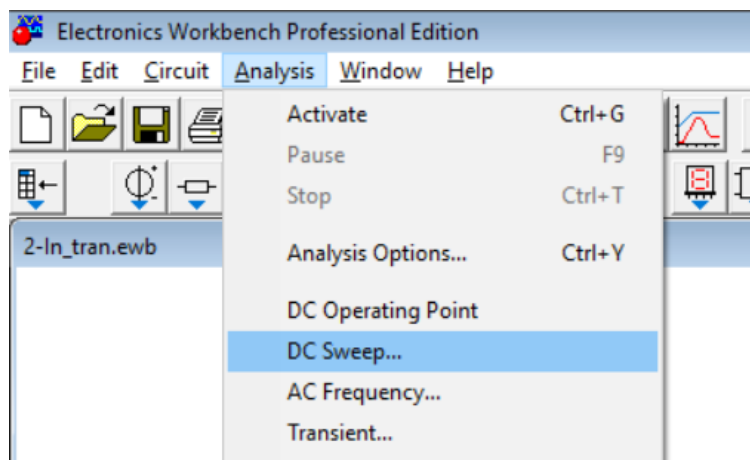 Electronics Workbench Professional Edition
File Edit Circuit Analysis Window Help
Activate Ctrl+G
Pause F9
Stop Ctrl+T
2-In_tran.ewb
Analysis Options... Ctrl+Y
DC Operating Point
DC Sweep...
AC Frequency...
Transient...